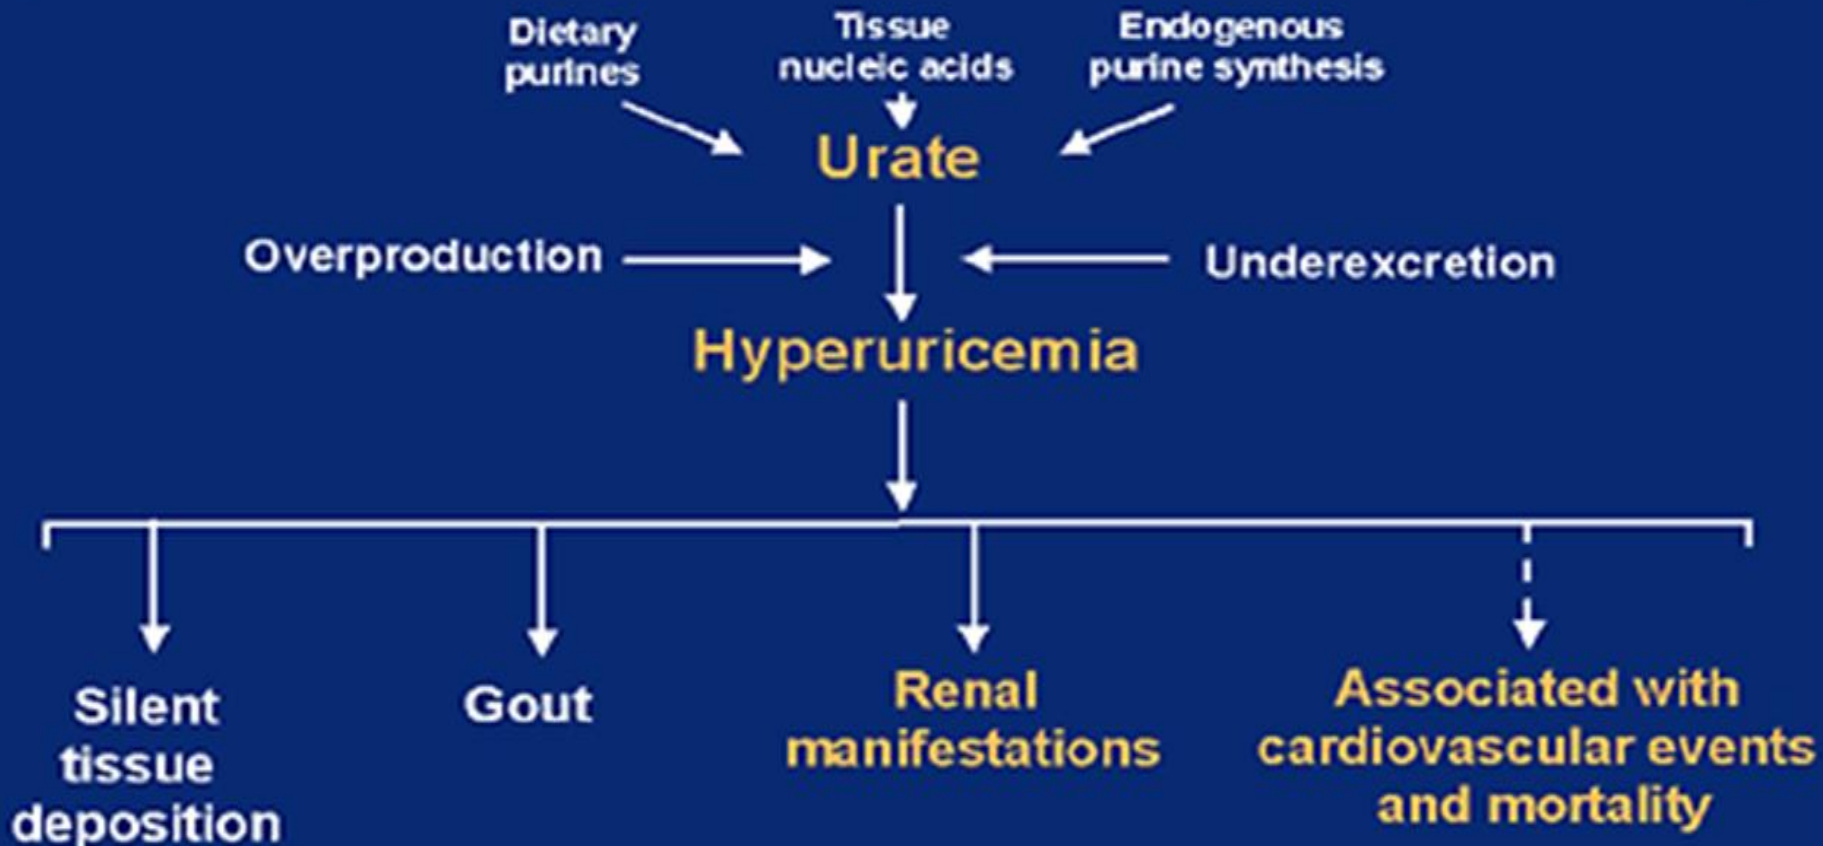 Dietary
purines
Tissue
nucleic acids
Endogenous
purine synthesis
Urate
Overproduction
Underexcretion
Hyperuricemia
Silent
tissue
deposition
Gout
Renal
manifestations
Associated with
cardiovascular events
and mortality